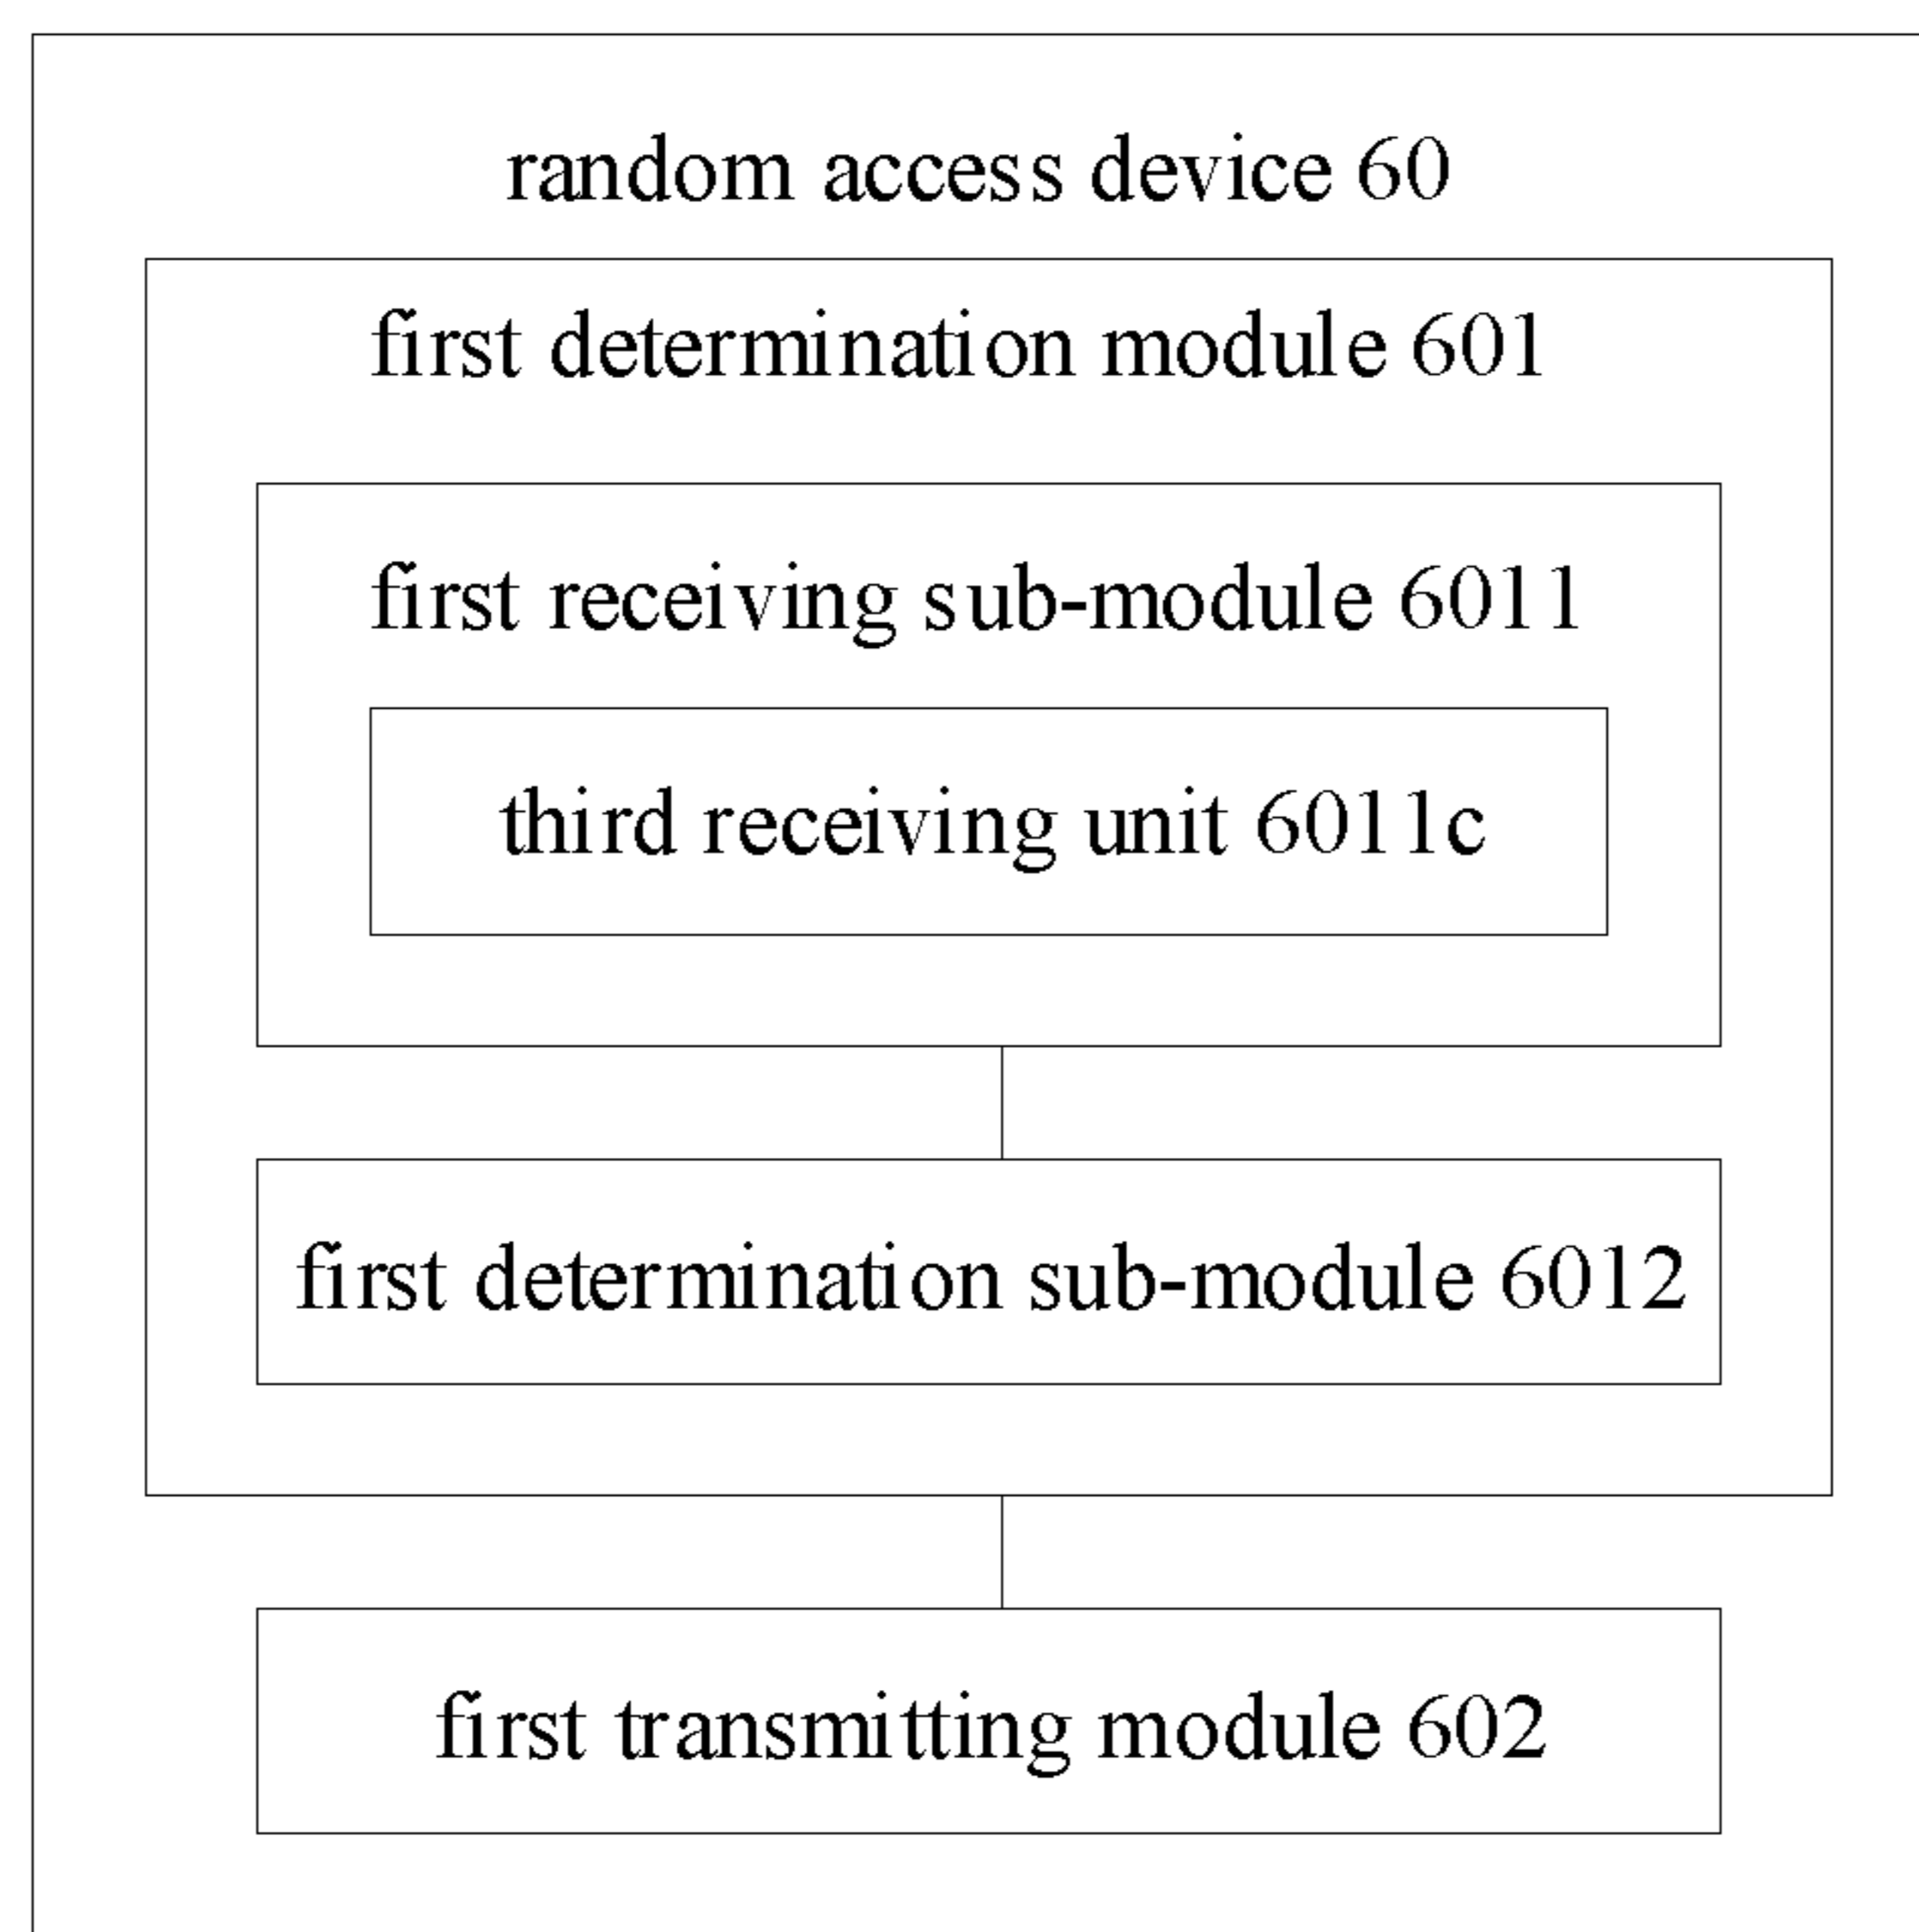 random access device 60
first determination module 601
first receiving sub-module 6011
third receiving unit 6011c
first determination sub-module 6012
first transmitting module 602